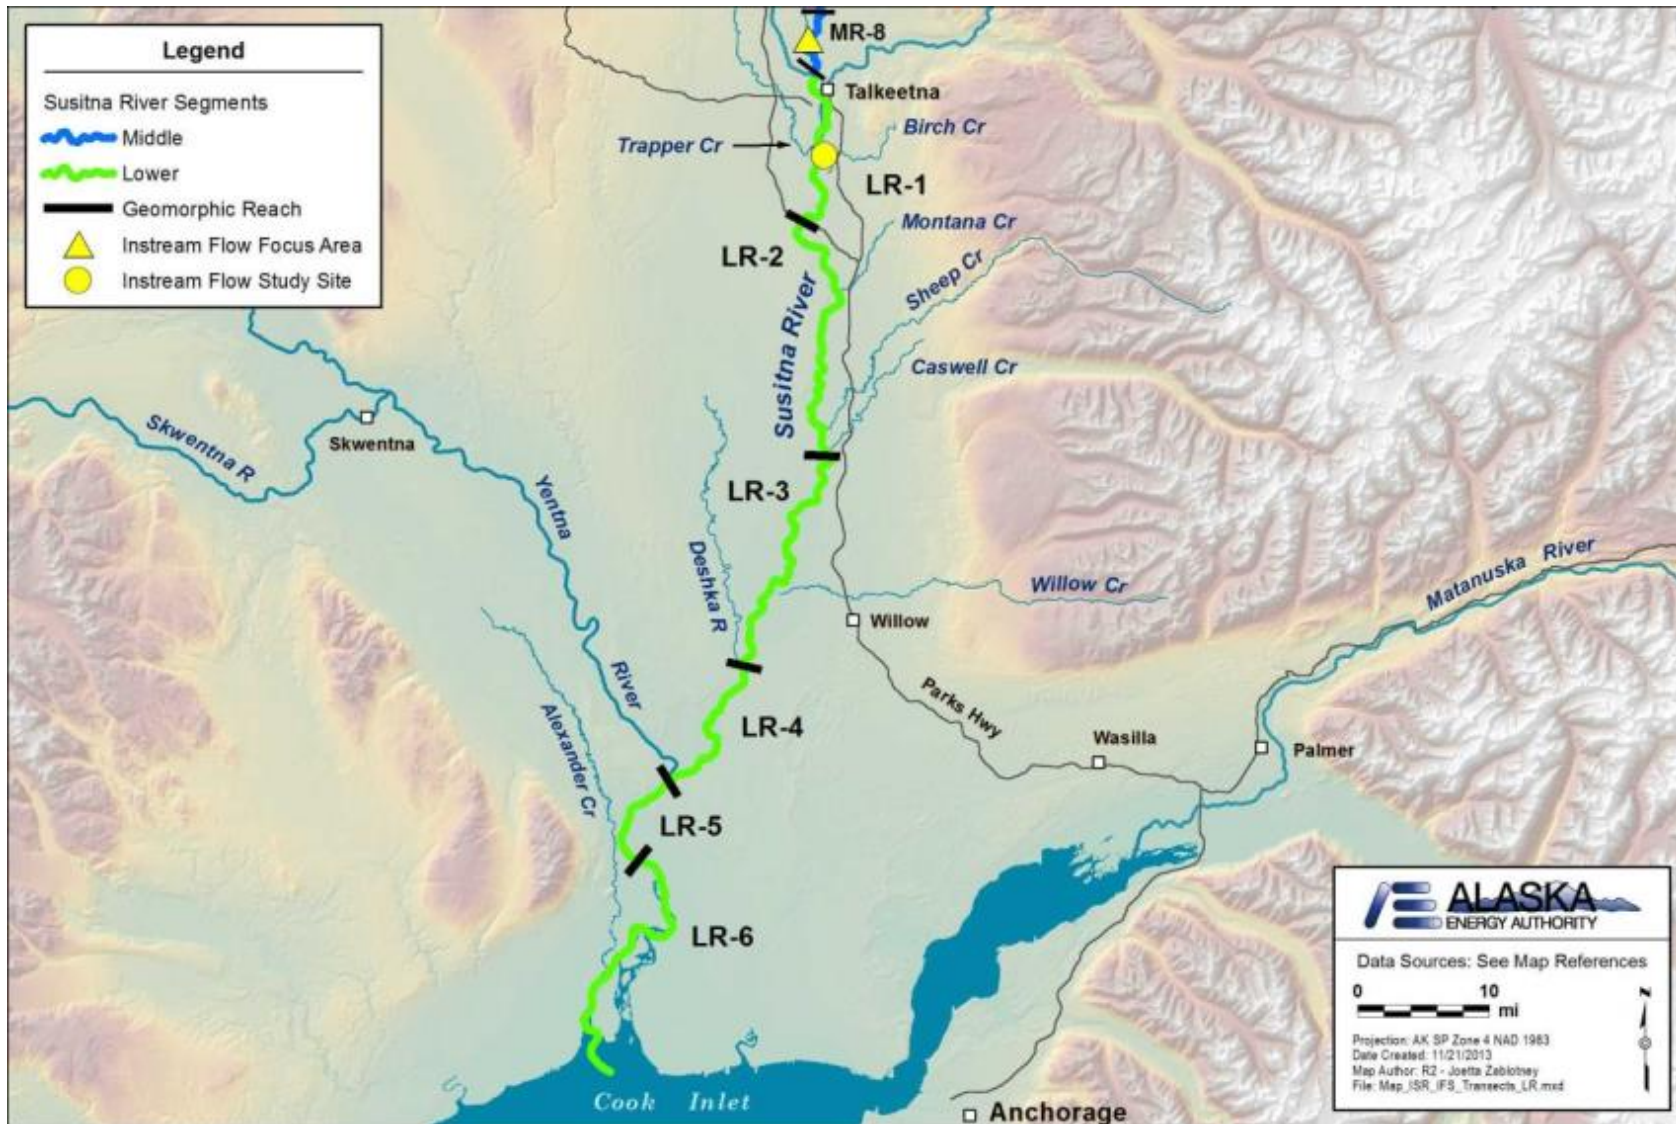 Legend
Susitna River Segments
Middle
Lower
Geomorphic Reach
Instream Flow Focus Area
Instream Flow Study Site
MR-8
Talkeetna
Birch Cr
Trapper Cr
LR-1
Montana Cr
LR-2
Sheep Cr
Susitna River
Caswell Cr
Skwentna R
Skwentna
LR-3
Yentna
River
Deshka R
Willow Cr
Matanuska River
Willow
Parks Hwy
Alexander Cr
LR-4
Wasilla
Palmer
LR-5
LR-6
Cook Inlet
Anchorage
AE ALASKA
ENERGY AUTHORITY
Data Sources: See Map References
0 10
mi
N
Projection: AK SP Zone 4 NAD 1983
Date Created: 11/21/2013
Map Author: R2 - Joetta Zablotney
File: Map_ISR_IFS_Transects_LR.mxd